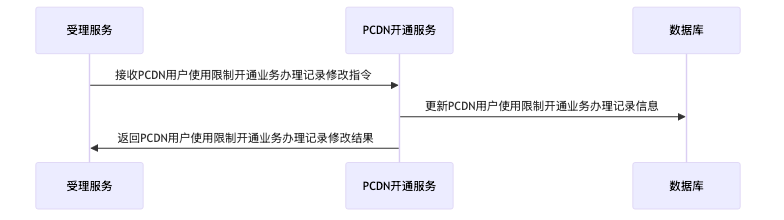 受理服务
PCDN开通服务
数据库
接收PCDN用户使用限制开通业务办理记录修改指令
更新PCDN用户使用限制开通业务办理记录信息
返回PCDN用户使用限制开通业务办理记录修改结果
受理服务
PCDN开通服务
数据库